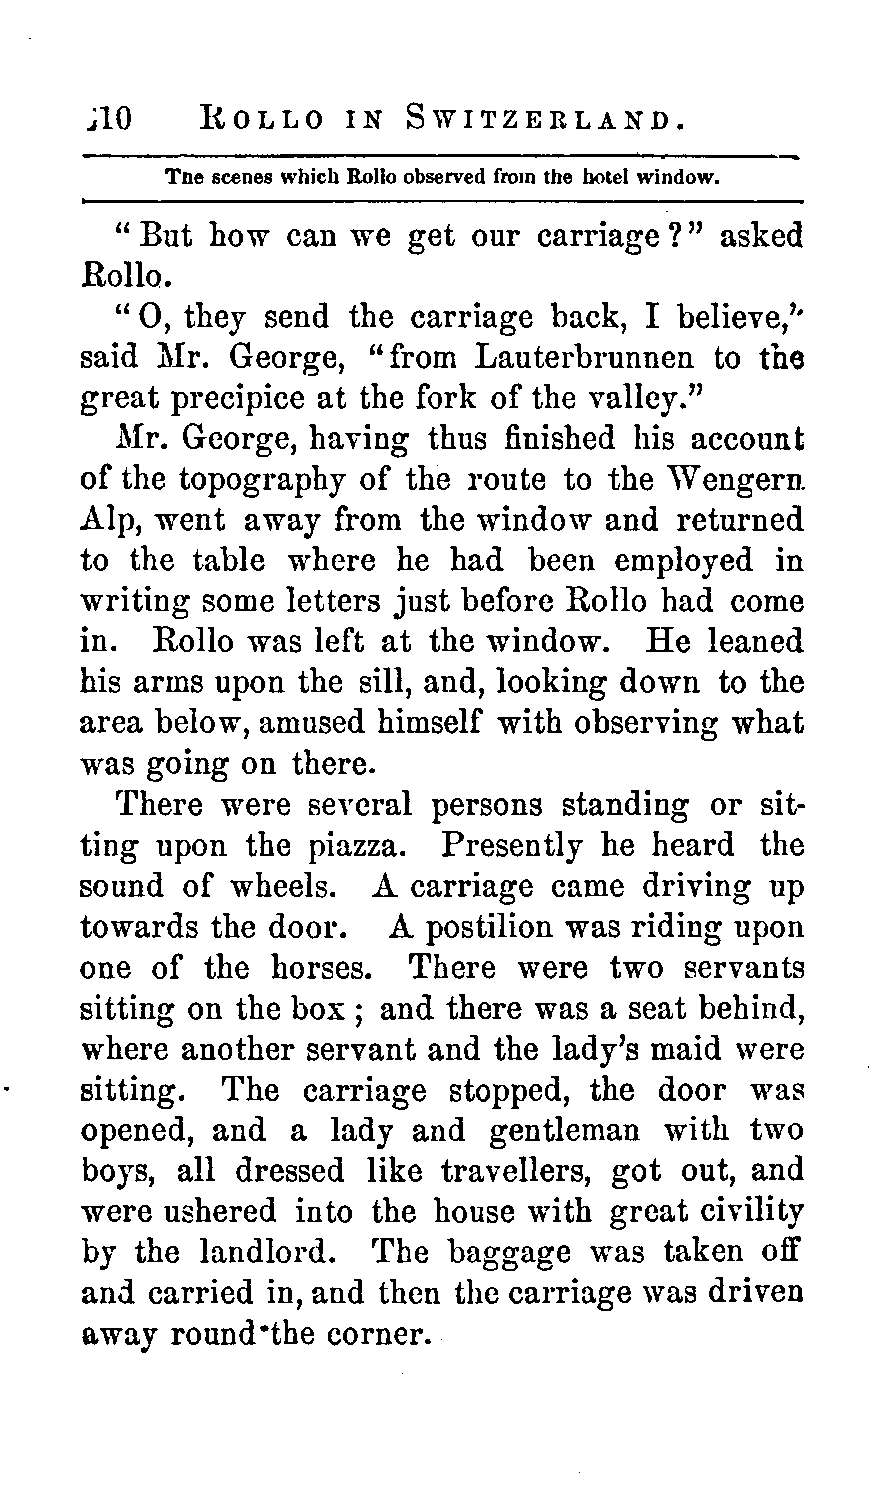 110 ROLLO IN SWITZERLAND.
The scenes which Rollo observed from the hotel window.
“ But how can we get our carriage ?” asked
Rollo.
“ O, they send the carriage back, I believe,”
said Mr. George, “from Lauterbrunnen to the
great precipice at the fork of the valley.”
Mr. George, having thus finished his account
of the topography of the route to the Wengern
Alp, went away from the window and returned
to the table where he had been employed in
writing some letters just before Rollo had come
in. Rollo was left at the window. He leaned
his arms upon the sill, and, looking down to the
area below, amused himself with observing what
was going on there.
There were several persons standing or sit-
ting upon the piazza. Presently he heard the
sound of wheels. A carriage came driving up
towards the door. A postilion was riding upon
one of the horses. There were two servants
sitting on the box ; and there was a seat behind,
where another servant and the lady’s maid were
sitting. The carriage stopped, the door was
opened, and a lady and gentleman with two
boys, all dressed like travellers, got out, and
were ushered into the house with great civility
by the landlord. The baggage was taken off
and carried in, and then the carriage was driven
away round the corner.